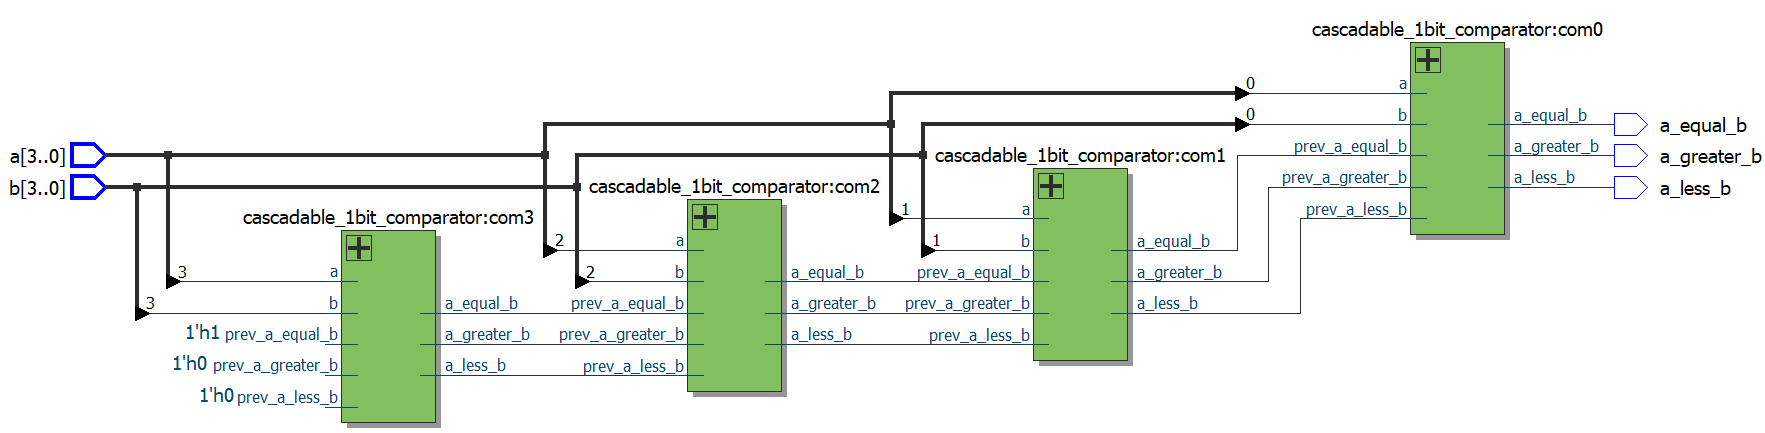 cascadable_1bit_comparator:com0
0
a
0
b
a_equal_b
a_equal_b
prev_a_equal_b
a_greater_b
a_greater_b
prev_a_greater_b
a_less_b
a_less_b
prev_a_less_b
a[3..0]
b[3..0]
cascadable_1bit_comparator:com1
1
a
1
b
a_equal_b
prev_a_equal_b
a_greater_b
prev_a_greater_b
a_less_b
prev_a_less_b
cascadable_1bit_comparator:com2
2
a
2
b
a_equal_b
prev_a_equal_b
a_greater_b
prev_a_greater_b
a_less_b
prev_a_less_b
cascadable_1bit_comparator:com3
3
a
3
b
a_equal_b
1'h1 prev_a_equal_b
a_greater_b
1'h0 prev_a_greater_b
a_less_b
1'h0 prev_a_less_b